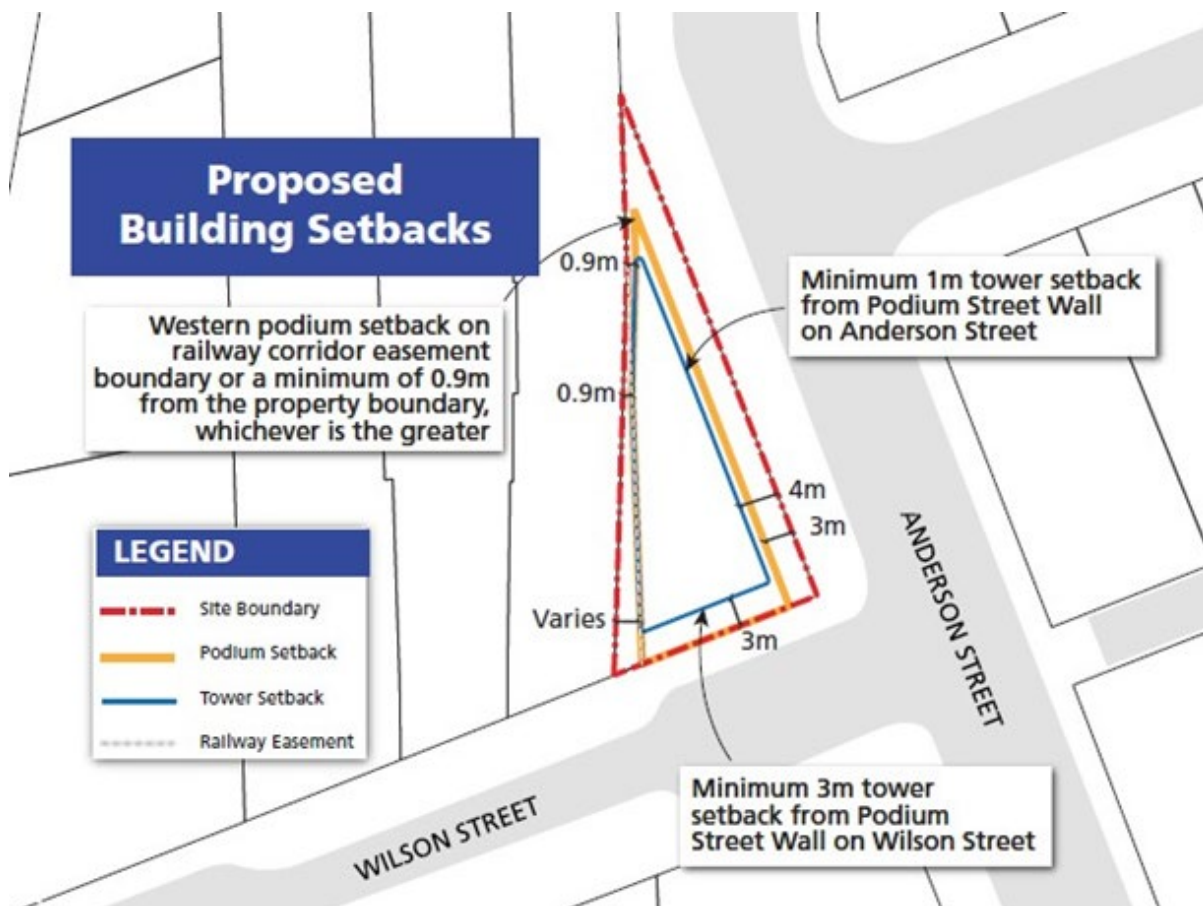 Proposed
Building Setbacks
0.9m
Western podium setback on
railway corridor easement
boundary or a minimum of 0.9m
from the property boundary,
whichever is the greater
0.9m
Minimum 1m tower setback
from Podium Street Wall
on Anderson Street
4m
3m
ANDERSON STREET
LEGEND
Site Boundary
Podium Setback
Tower Setback
Railway Easement
Varies
3m
WILSON STREET
Minimum 3m tower
setback from Podium
Street Wall on Wilson Street